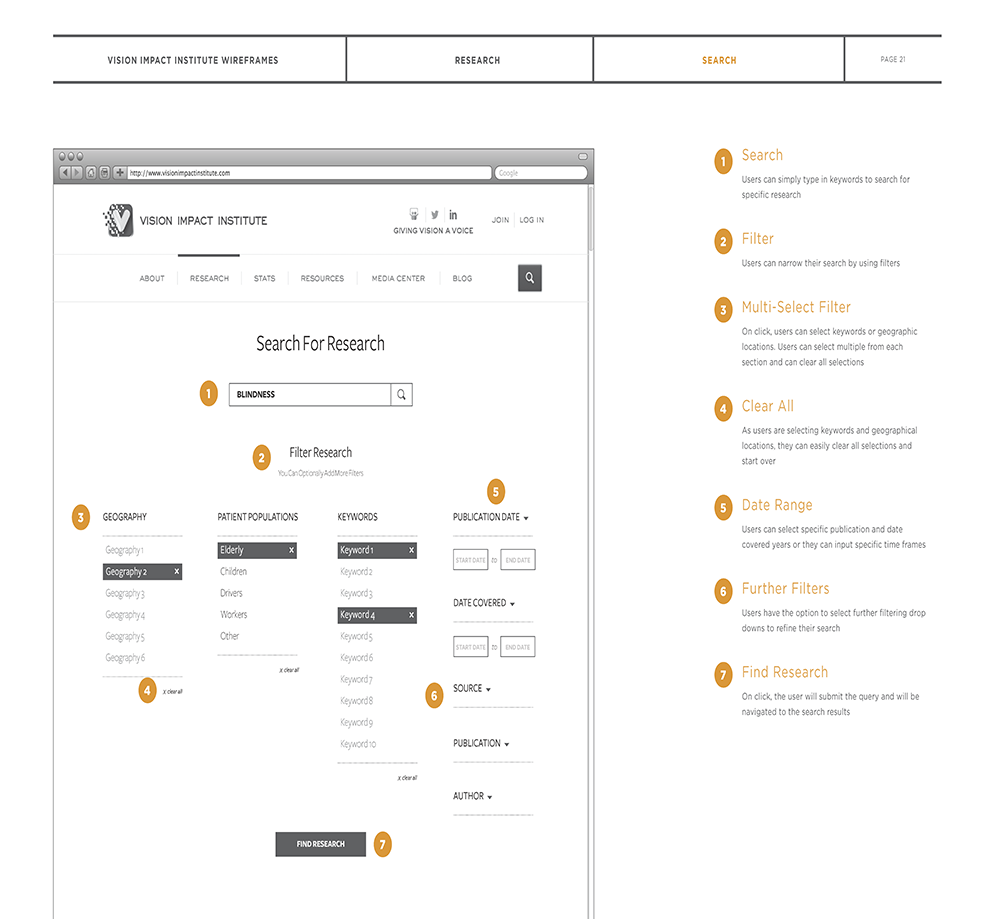 VISION IMPACT INSTITUTE WIREFRAMES
RESEARCH
SEARCH
PAGE 21
http://www.visionimpactinstitute.com
Google
VISION IMPACT INSTITUTE
in
GIVING VISION A VOICE
JOIN
LOG IN
ABOUT
RESEARCH
STATS
RESOURCES
MEDIA CENTER
BLOG
Search For Research
1
BLINDNESS
2
Filter Research
You Can Optionally Add More Filters
3
GEOGRAPHY
Geography 1
Geography 2 x
Geography 3
Geography 4
Geography 5
Geography 6
4
x clear all
PATIENT POPULATIONS
Elderly x
Children
Drivers
Workers
Other
x clear all
KEYWORDS
Keyword 1 x
Keyword 2
Keyword 3
Keyword 4 x
Keyword 5
Keyword 6
Keyword 7
Keyword 8
Keyword 9
Keyword 10
x clear all
5
PUBLICATION DATE
START DATE TO END DATE
DATE COVERED
START DATE TO END DATE
6
SOURCE
PUBLICATION
AUTHOR
FIND RESEARCH
7
1
Search
Users can simply type in keywords to search for
specific research
2
Filter
Users can narrow their search by using filters
3
Multi-Select Filter
On click, users can select keywords or geographic
locations. Users can select multiple from each
section and can clear all selections
4
Clear All
As users are selecting keywords and geographical
locations, they can easily clear all selections and
start over
5
Date Range
Users can select specific publication and date
covered years or they can input specific time frames
6
Further Filters
Users have the option to select further filtering drop
downs to refine their search
7
Find Research
On click, the user will submit the query and will be
navigated to the search results